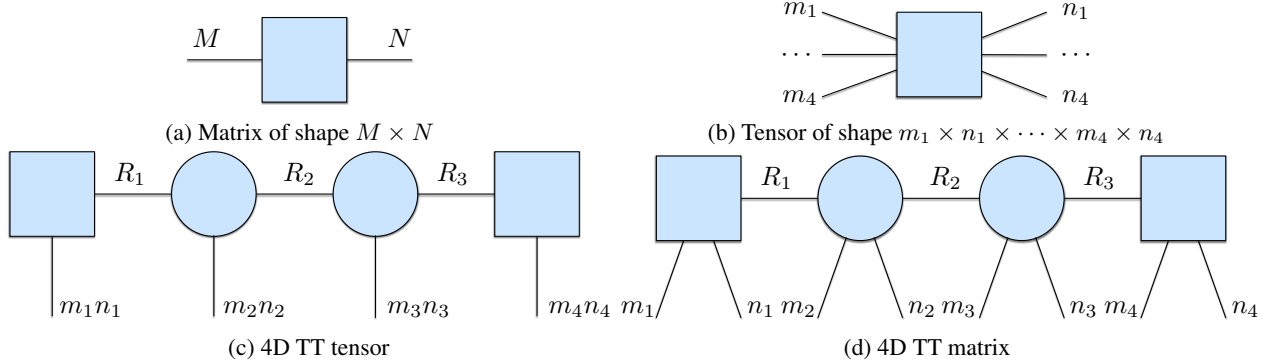 M N
(a) Matrix of shape M × N
m₁ n₁
⋯ ⋯
m₄ n₄
(b) Tensor of shape m₁ × n₁ × ⋯ × m₄ × n₄
R₁ R₂ R₃
m₁n₁ m₂n₂ m₃n₃ m₄n₄
(c) 4D TT tensor
R₁ R₂ R₃
m₁ n₁ m₂ n₂ m₃ n₃ m₄ n₄
(d) 4D TT matrix